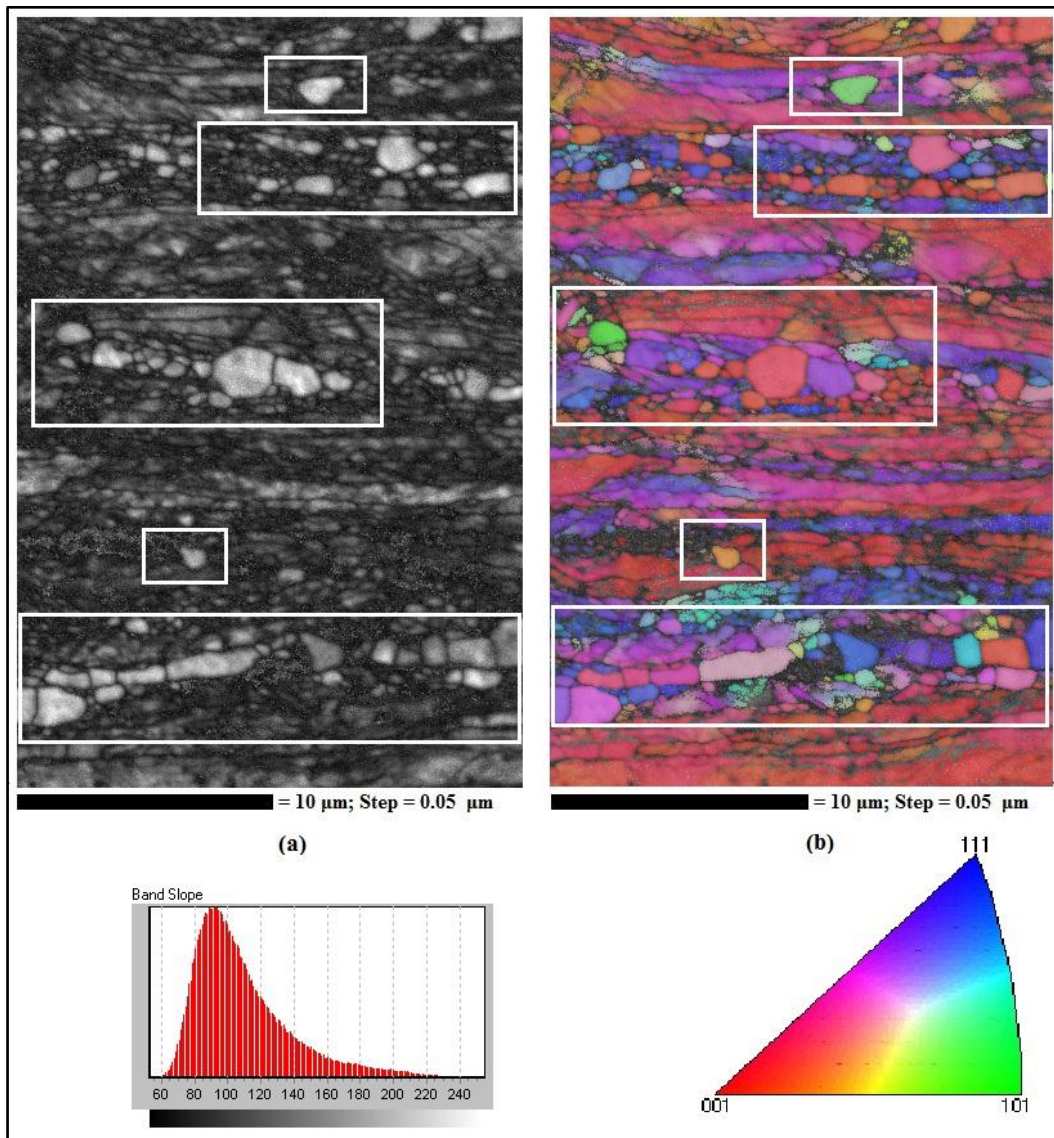 = 10 μm; Step = 0.05 μm
= 10 μm; Step = 0.05 μm
(a)
(b)
Band Slope
60 80 100 120 140 160 180 200 220 240
111
001
101